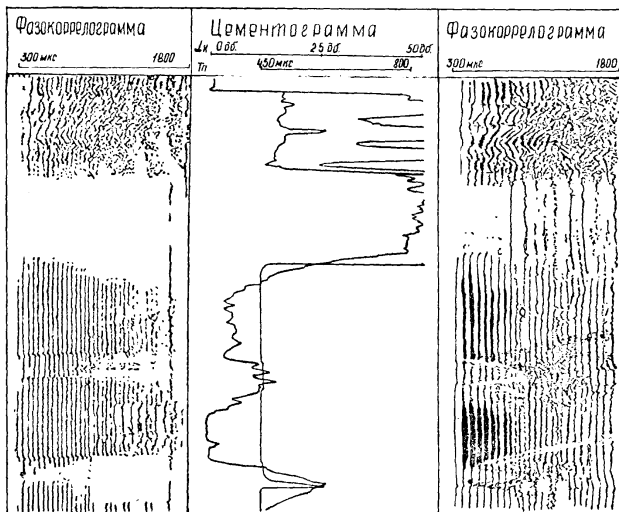 Фазокоррелограмма
300 мкс 1800
Цементограмма
0 дб. 25 дб. 50 дб.
Тп 450 мкс 800
Фазокоррелограмма
300 мкс 1800